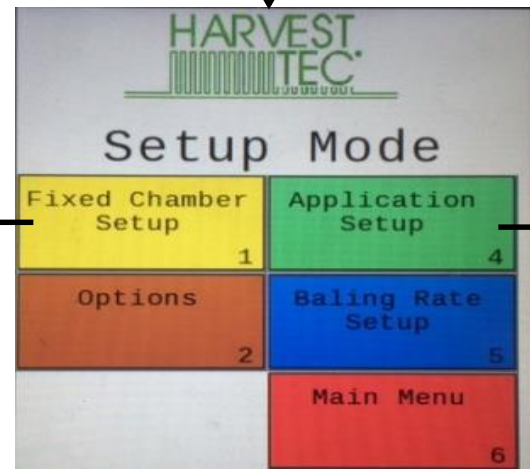 HARVEST
TEC
Setup Mode
Fixed Chamber
Setup
1
Application
Setup
4
Options
2
Baling Rate
Setup
5
Main Menu
6